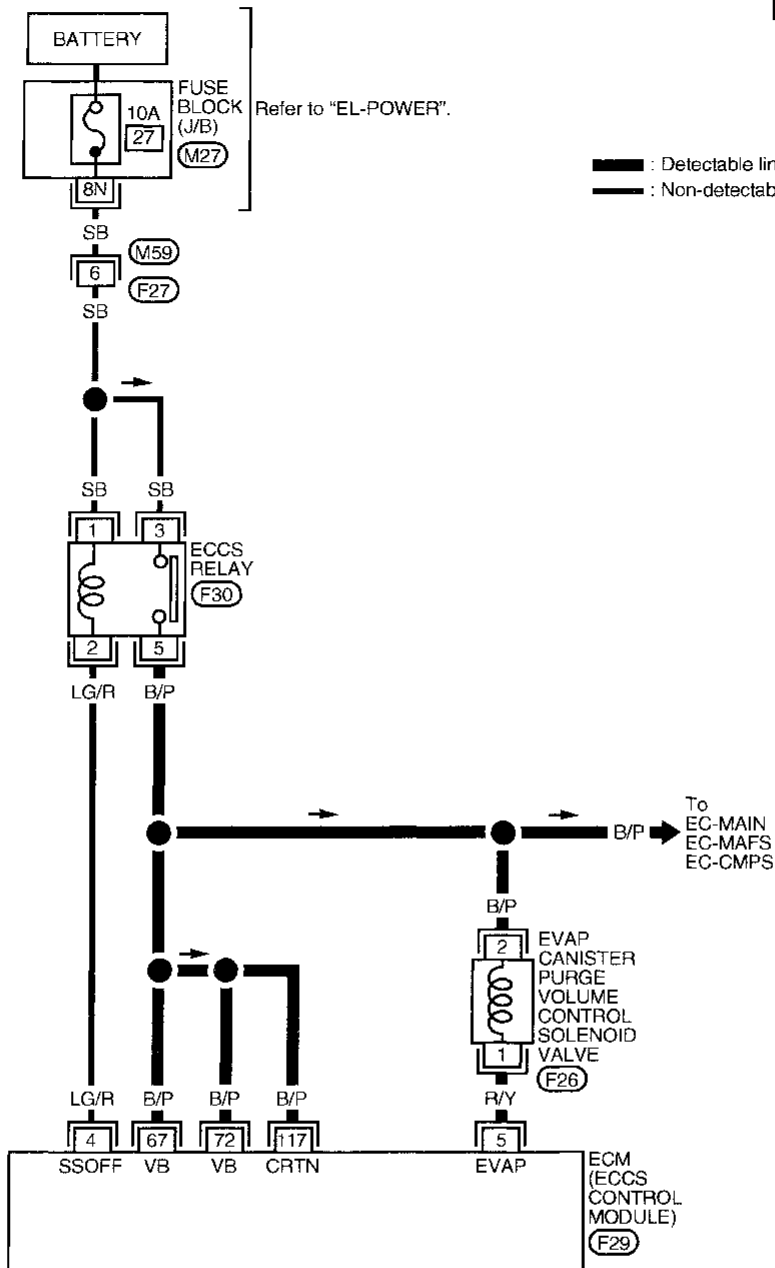 BATTERY
FUSE
BLOCK
(J/B)
M27
10A
27
8N
Refer to "EL-POWER".
: Detectable lin
: Non-detectab
SB
M59
6
F27
SB
SB
SB
1
3
ECCS
RELAY
F30
2
5
LG/R
B/P
B/P
To
EC-MAIN
EC-MAFS
EC-CMPS
B/P
2
EVAP
CANISTER
PURGE
VOLUME
CONTROL
SOLENOID
VALVE
1
F26
LG/R
B/P
B/P
B/P
R/Y
4
67
72
117
5
SSOFF
VB
VB
CRTN
EVAP
ECM
(ECCS
CONTROL
MODULE)
F29